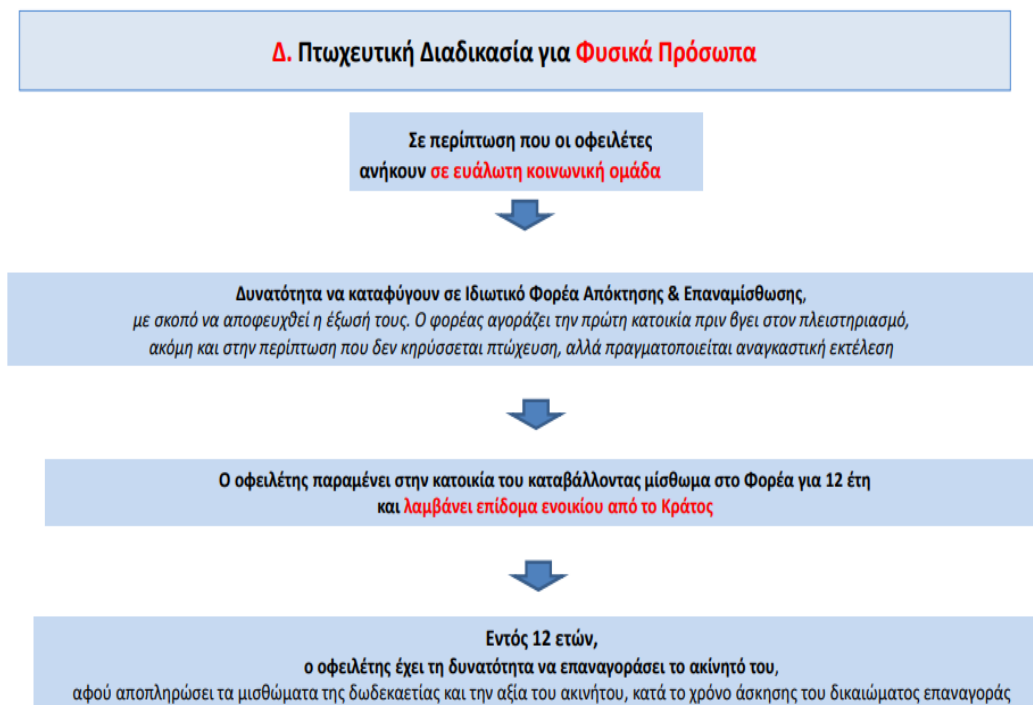 Δ. Πτωχευτική Διαδικασία για Φυσικά Πρόσωπα
Σε περίπτωση που οι οφειλέτες
ανήκουν σε ευάλωτη κοινωνική ομάδα
Δυνατότητα να καταφύγουν σε Ιδιωτικό Φορέα Απόκτησης & Επαναμίσθωσης,
με σκοπό να αποφευχθεί η έξωσή τους. Ο φορέας αγοράζει την πρώτη κατοικία πριν βγει στον πλειστηριασμό,
ακόμη και στην περίπτωση που δεν κηρύσσεται πτώχευση, αλλά πραγματοποιείται αναγκαστική εκτέλεση
Ο οφειλέτης παραμένει στην κατοικία του καταβάλλοντας μίσθωμα στο Φορέα για 12 έτη
και λαμβάνει επίδομα ενοικίου από το Κράτος
Εντός 12 ετών,
ο οφειλέτης έχει τη δυνατότητα να επαναγοράσει το ακίνητό του,
αφού αποπληρώσει τα μισθώματα της δωδεκαετίας και την αξία του ακινήτου, κατά το χρόνο άσκησης του δικαιώματος επαναγοράς